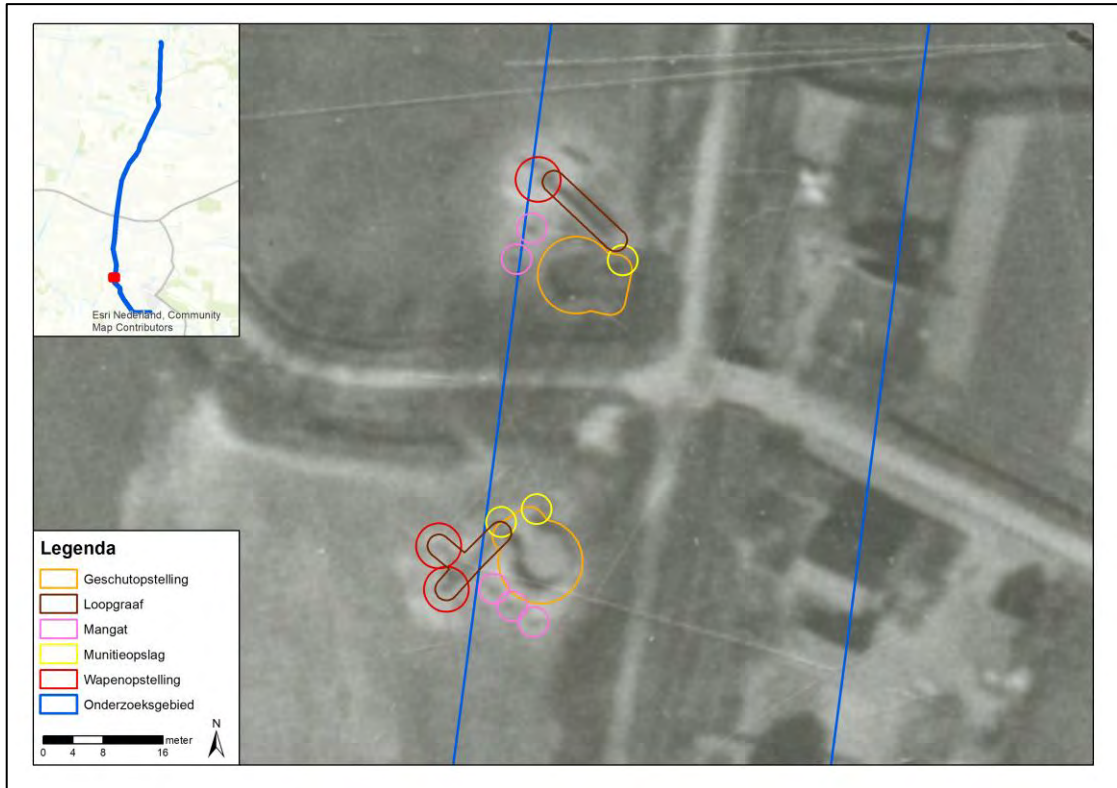 Esri Nederland, Community
Map Contributors
Legenda
Geschutopstelling
Loopgraaf
Mangat
Munitieopslag
Wapenopstelling
Onderzoeksgebied
N
meter
0 4 8 16